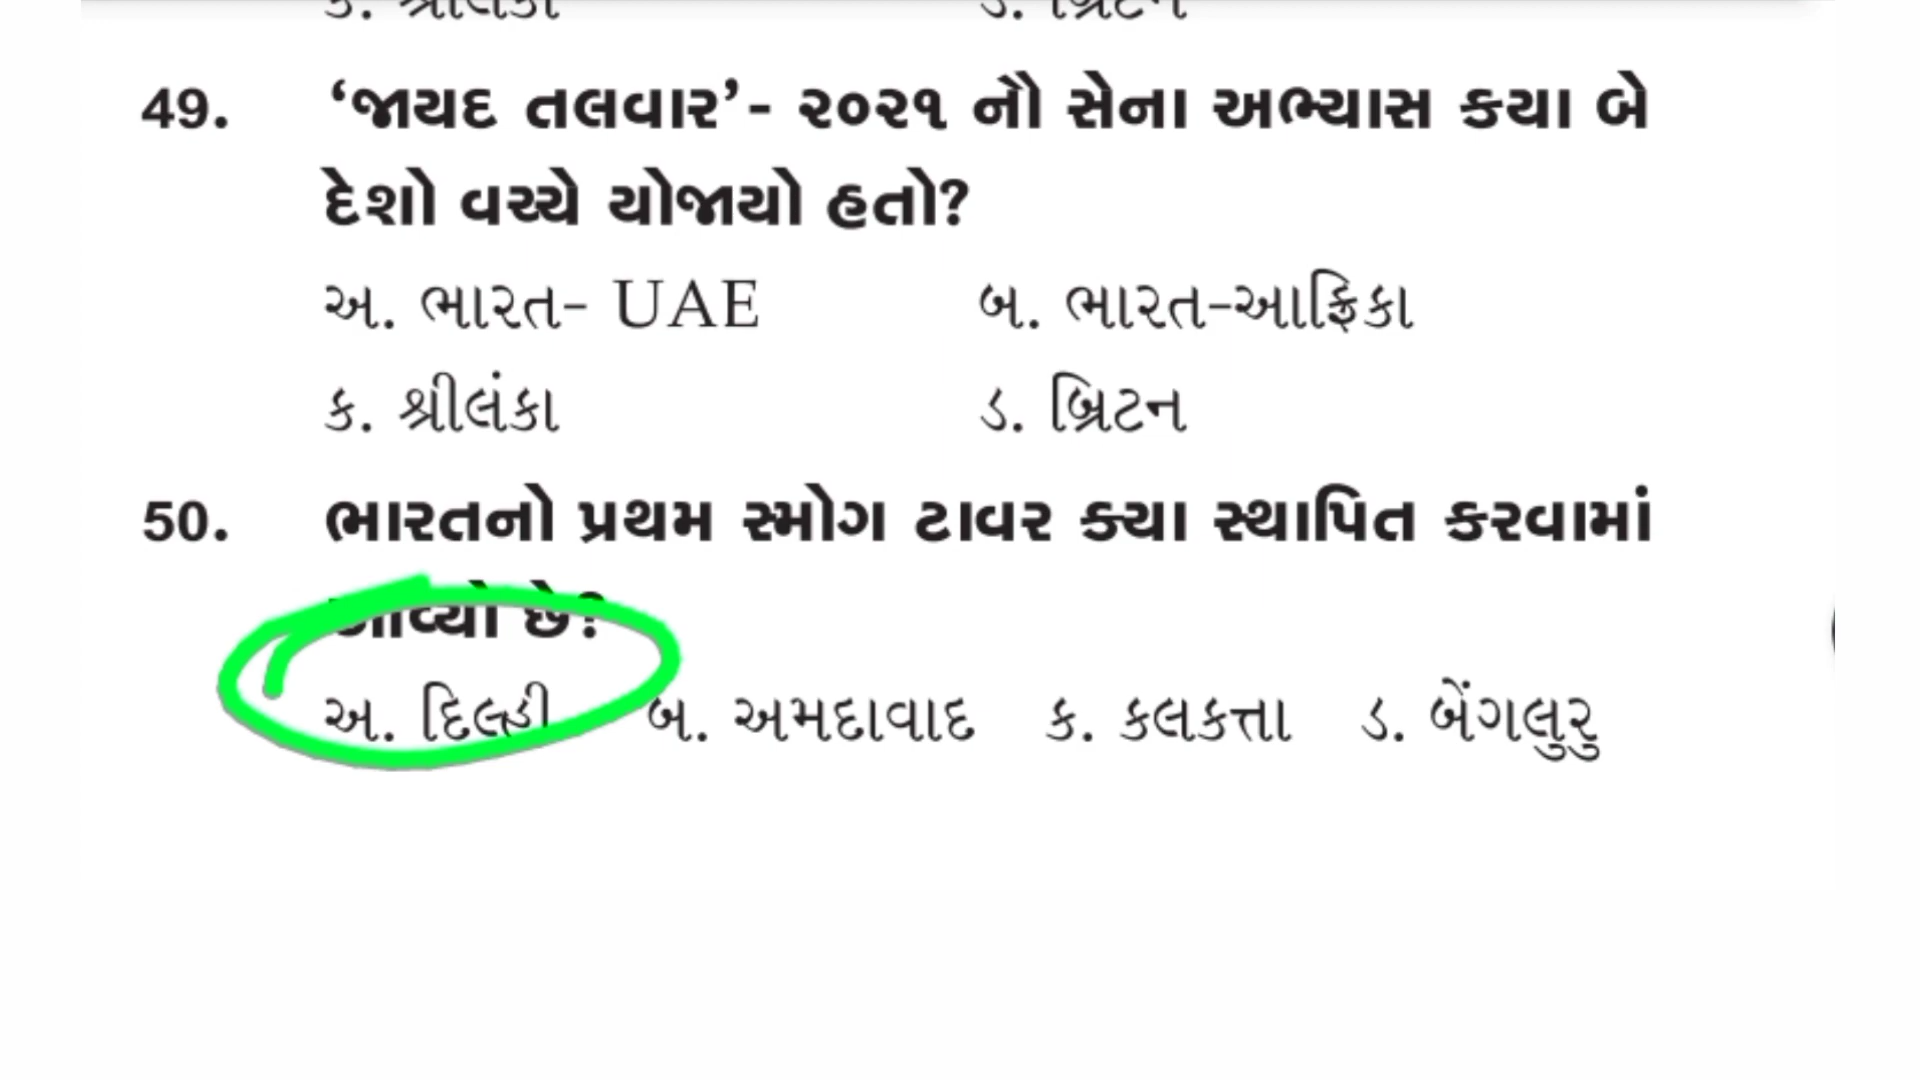 ક. શ્રીલંકા ડ. બ્રિટન
49. ‘જાયદ તલવાર’- ૨૦૨૧ નૌ સેના અભ્યાસ કયા બે
દેશો વચ્ચે યોજાયો હતો?
અ. ભારત- UAE બ. ભારત-આફ્રિકા
ક. શ્રીલંકા ડ. બ્રિટન
50. ભારતનો પ્રથમ સ્મોગ ટાવર ક્યા સ્થાપિત કરવામાં
આવ્યો છે?
અ. દિલ્હી બ. અમદાવાદ ક. કલકત્તા ડ. બેંગલુરુ